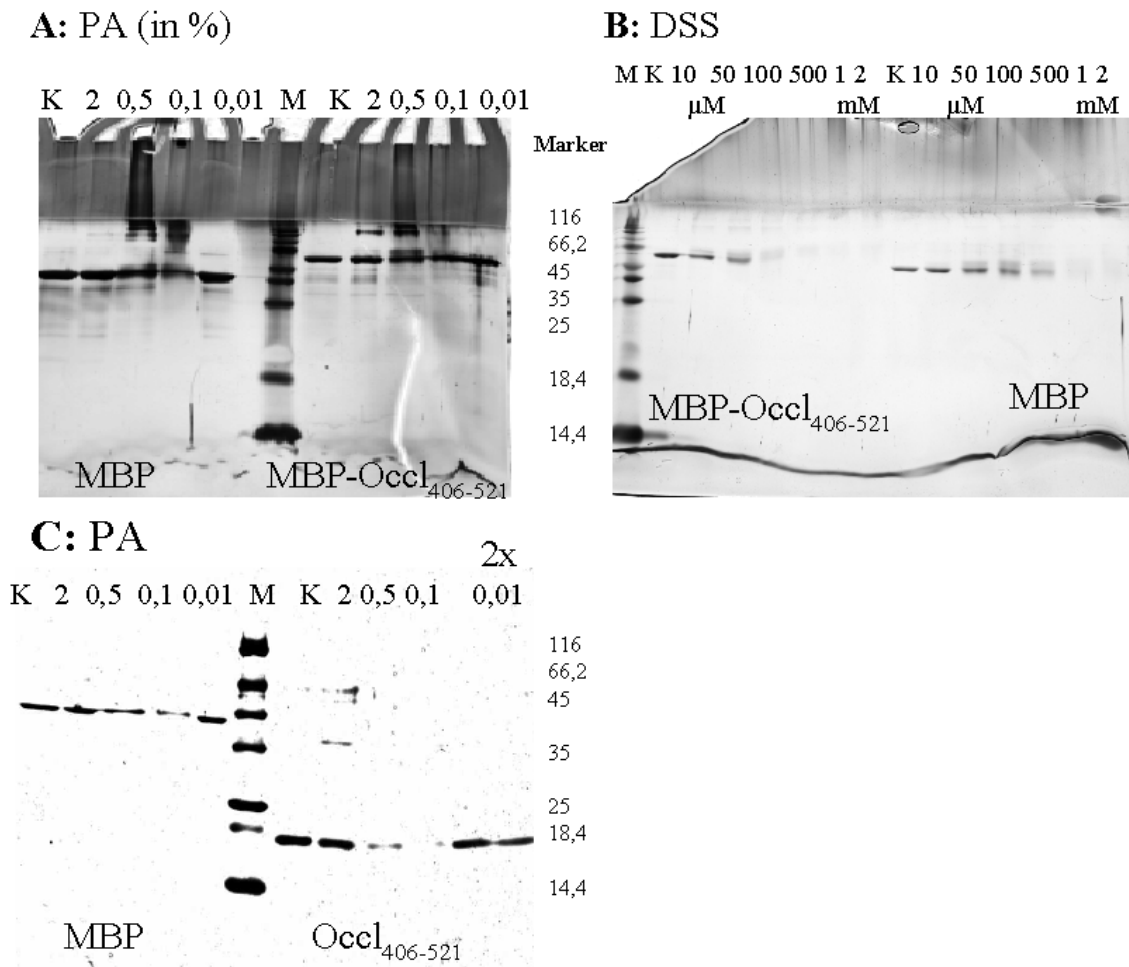 A: PA (in %)
K 2 0,5 0,1 0,01 M K 2 0,5 0,1 0,01
MBP MBP-Occl406-521
Marker
116
66,2
45
35
25
18,4
14,4
B: DSS
M K 10 50 100 500 1 2 K 10 50 100 500 1 2
µM mM µM mM
MBP-Occl406-521 MBP
C: PA
2x
K 2 0,5 0,1 0,01 M K 2 0,5 0,1 0,01
116
66,2
45
35
25
18,4
14,4
MBP Occl406-521